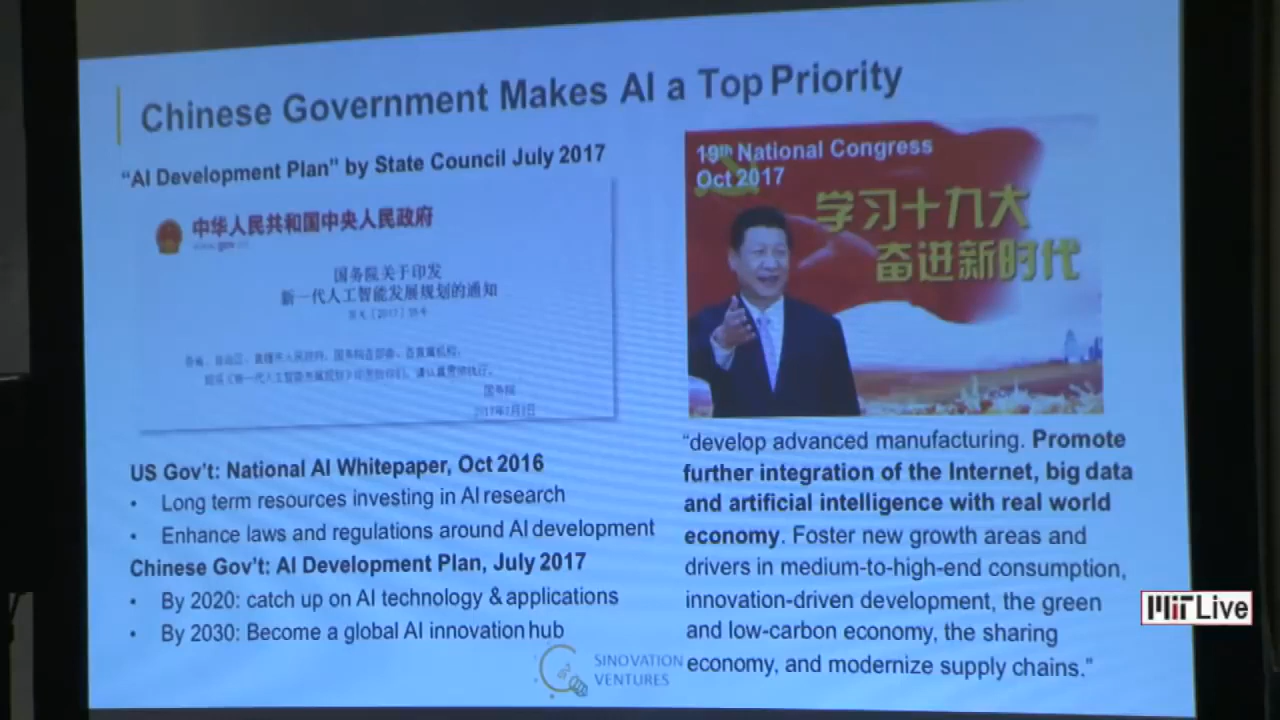 Chinese Government Makes AI a Top Priority
“AI Development Plan” by State Council July 2017
中华人民共和国中央人民政府
www.gov.cn
国务院关于印发
新一代人工智能发展规划的通知
国务院
US Gov't: National AI Whitepaper, Oct 2016
• Long term resources investing in AI research
• Enhance laws and regulations around AI development
Chinese Gov't: AI Development Plan, July 2017
• By 2020: catch up on AI technology & applications
• By 2030: Become a global AI innovation hub
19th National Congress
Oct 2017
学习十九大
奋进新时代
“develop advanced manufacturing. Promote
further integration of the Internet, big data
and artificial intelligence with real world
economy. Foster new growth areas and
drivers in medium-to-high-end consumption,
innovation-driven development, the green
and low-carbon economy, the sharing
economy, and modernize supply chains.”
SINOVATION
VENTURES
MIT Live